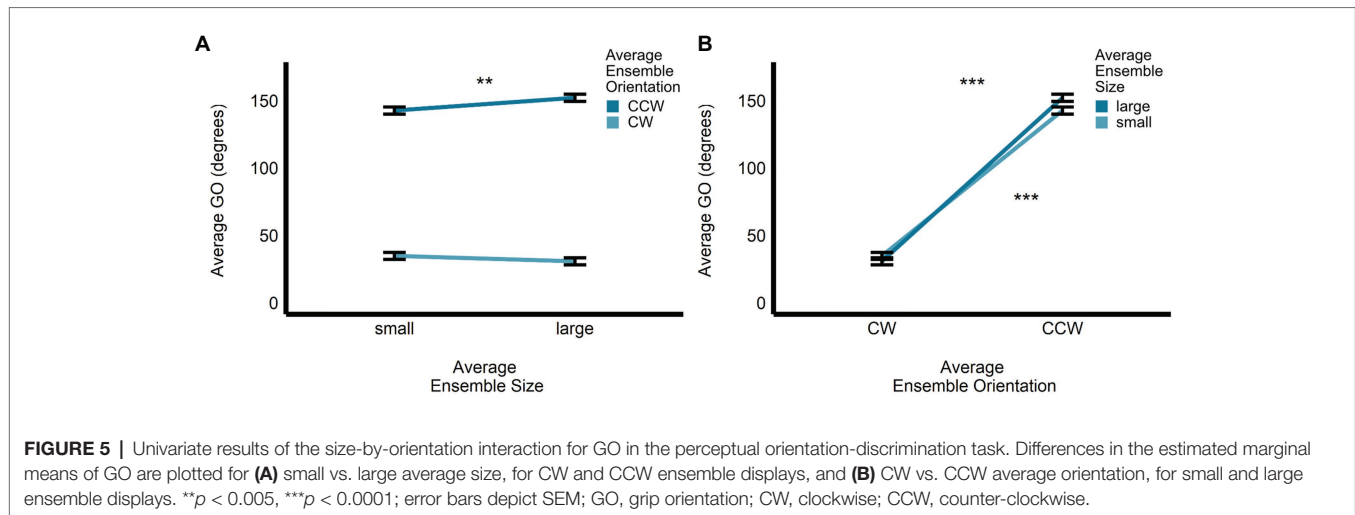 A
Average GO (degrees)
150
100
50
0
**
Average
Ensemble
Orientation
CCW
CW
small
large
Average
Ensemble Size
B
Average GO (degrees)
150
100
50
0
***
***
Average
Ensemble
Size
large
small
CW
CCW
Average
Ensemble Orientation
FIGURE 5 | Univariate results of the size-by-orientation interaction for GO in the perceptual orientation-discrimination task. Differences in the estimated marginal
means of GO are plotted for (A) small vs. large average size, for CW and CCW ensemble displays, and (B) CW vs. CCW average orientation, for small and large
ensemble displays. **p < 0.005, ***p < 0.0001; error bars depict SEM; GO, grip orientation; CW, clockwise; CCW, counter-clockwise.